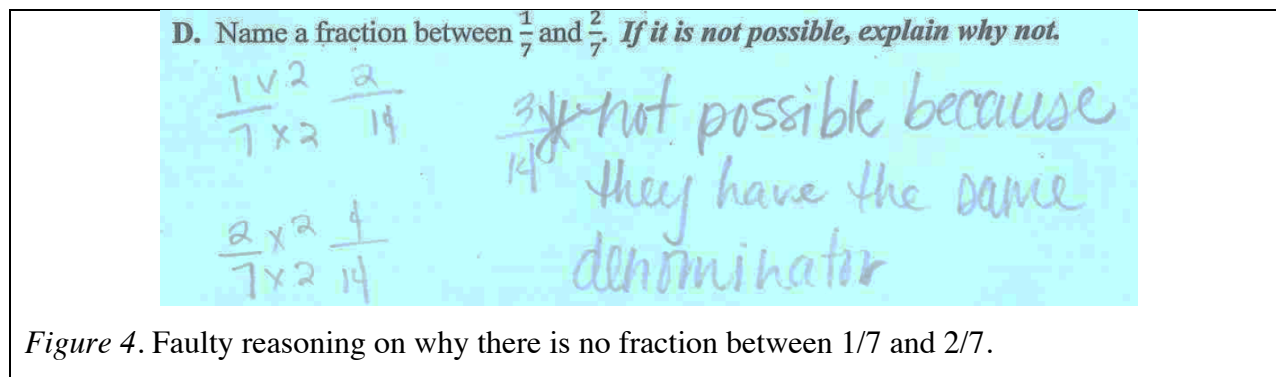 D. Name a fraction between 1/7 and 2/7. If it is not possible, explain why not.
1 x 2 / 7 x 2 2/14
3/14 not possible because
they have the same
2 x 2 / 7 x 2 4/14
denominator
Figure 4. Faulty reasoning on why there is no fraction between 1/7 and 2/7.